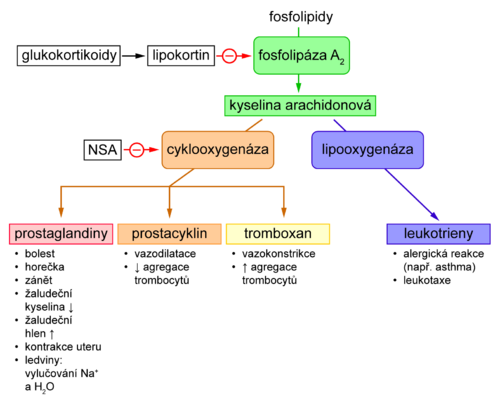 fosfolipidy
glukokortikoidy
lipokortin
fosfolipáza A₂
kyselina arachidonová
NSA
cyklooxygenáza
lipooxygenáza
prostaglandiny
• bolest
• horečka
• zánět
• žaludeční
kyselina ↓
• žaludeční
hlen ↑
• kontrakce uteru
• ledviny:
vylučování Na⁺
a H₂O
prostacyklin
• vazodilatace
• ↓ agregace
trombocytů
tromboxan
• vazokonstrikce
• ↑ agregace
trombocytů
leukotrieny
• alergická reakce
(např. asthma)
• leukotaxe